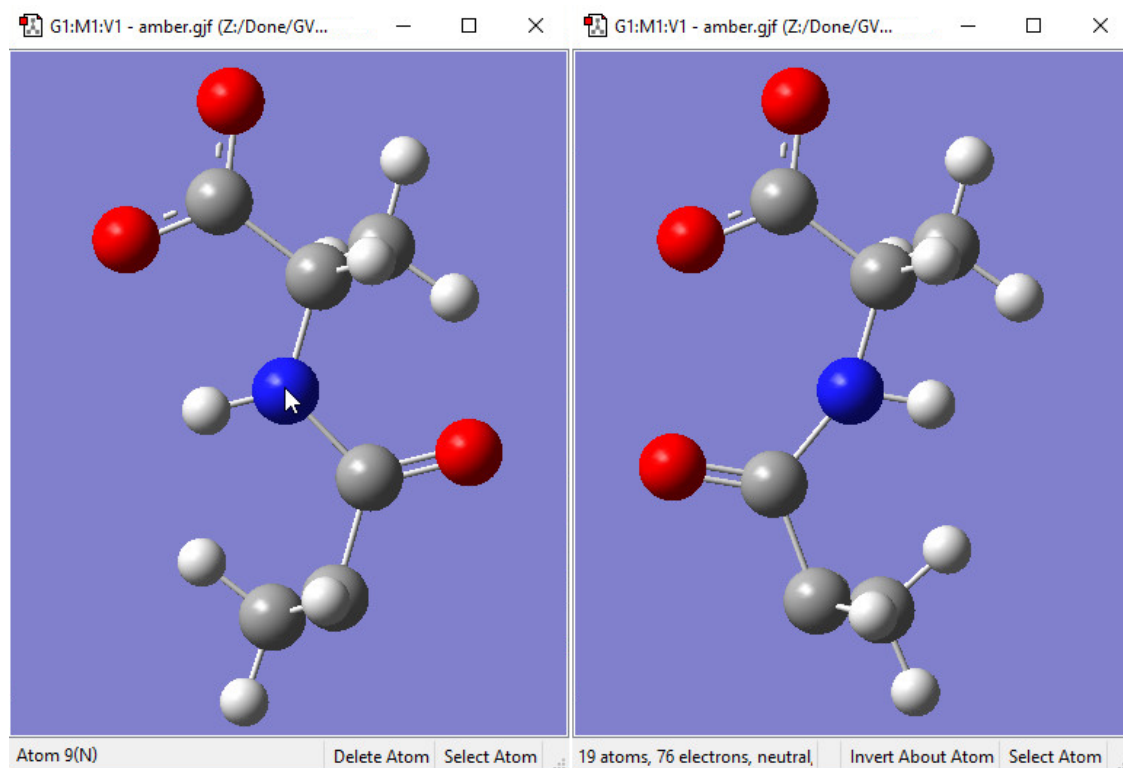 G1:M1:V1 - amber.gjf (Z:/Done/GV...
G1:M1:V1 - amber.gjf (Z:/Done/GV...
Atom 9(N)
Delete Atom
Select Atom
19 atoms, 76 electrons, neutral,
Invert About Atom
Select Atom